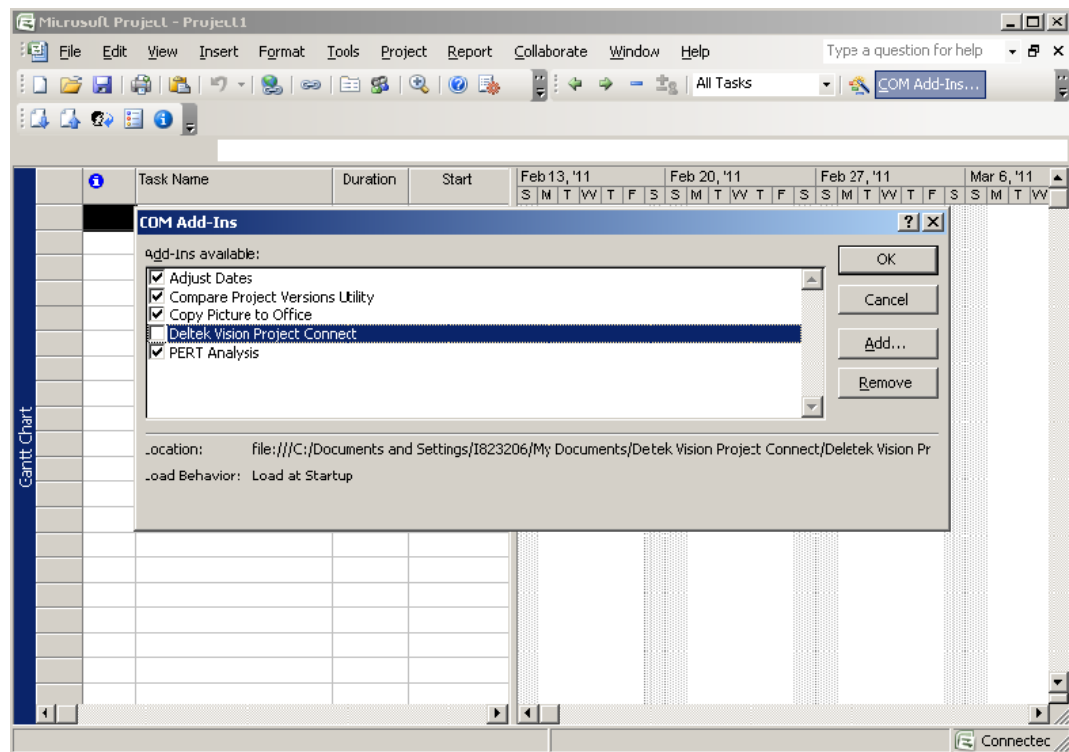 Microsoft Project - Project1
File Edit View Insert Format Tools Project Report Collaborate Window Help Type a question for help
All Tasks COM Add-Ins...
Task Name Duration Start Feb 13, '11 Feb 20, '11 Feb 27, '11 Mar 6, '11
S M T W T F S S M T W T F S S M T W T F S S M T W
COM Add-Ins
Add-Ins available:
Adjust Dates
Compare Project Versions Utility
Copy Picture to Office
Deltek Vision Project Connect
PERT Analysis
OK
Cancel
Add...
Remove
Location: file:///C:/Documents and Settings/I823206/My Documents/Deltek Vision Project Connect/Deletek Vision Pr
Load Behavior: Load at Startup
Gantt Chart
Connectec